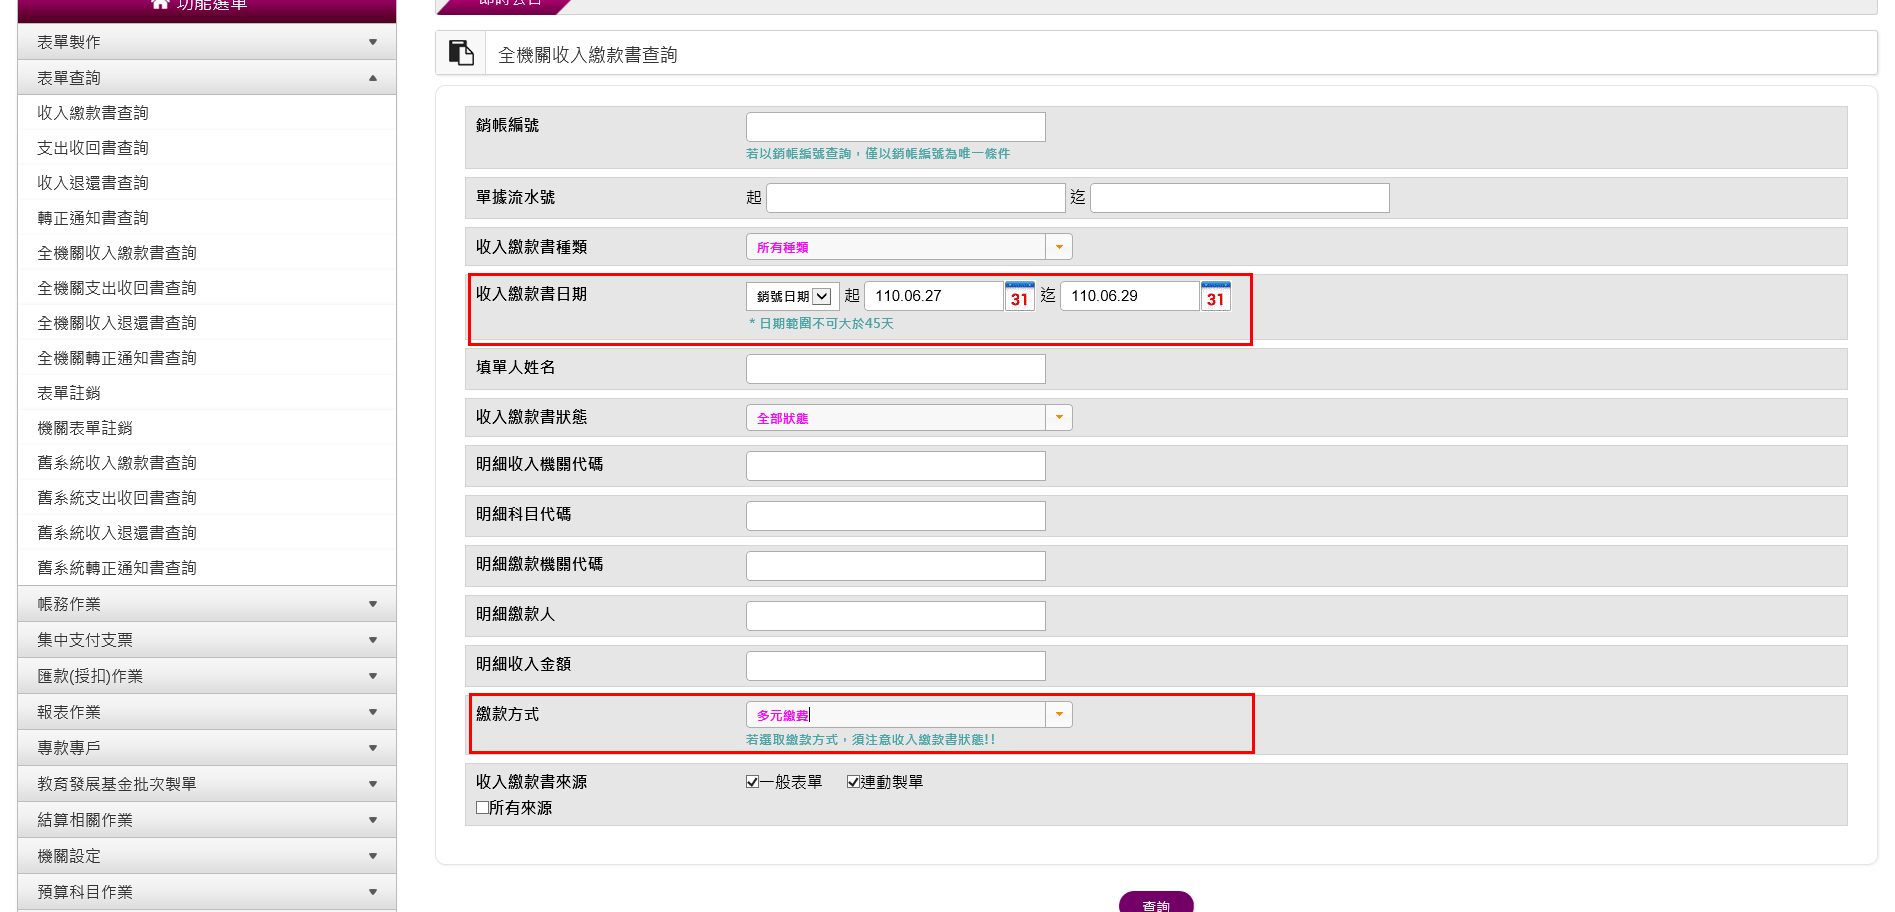 功能選單
即時公告
表單製作
表單查詢
收入繳款書查詢
支出收回書查詢
收入退還書查詢
轉正通知書查詢
全機關收入繳款書查詢
全機關支出收回書查詢
全機關收入退還書查詢
全機關轉正通知書查詢
表單註銷
機關表單註銷
舊系統收入繳款書查詢
舊系統支出收回書查詢
舊系統收入退還書查詢
舊系統轉正通知書查詢
帳務作業
集中支付支票
匯款(授扣)作業
報表作業
專款專戶
教育發展基金批次製單
結算相關作業
機關設定
預算科目作業
全機關收入繳款書查詢
銷帳編號
若以銷帳編號查詢，僅以銷帳編號為唯一條件
單據流水號 起 迄
收入繳款書種類 所有種類
收入繳款書日期 銷號日期 起 110.06.27 31 迄 110.06.29 31
* 日期範圍不可大於45天
填單人姓名
收入繳款書狀態 全部狀態
明細收入機關代碼
明細科目代碼
明細繳款機關代碼
明細繳款人
明細收入金額
繳款方式 多元繳費
若選取繳款方式，須注意收入繳款書狀態!!
收入繳款書來源 一般表單 連動製單
所有來源
查詢